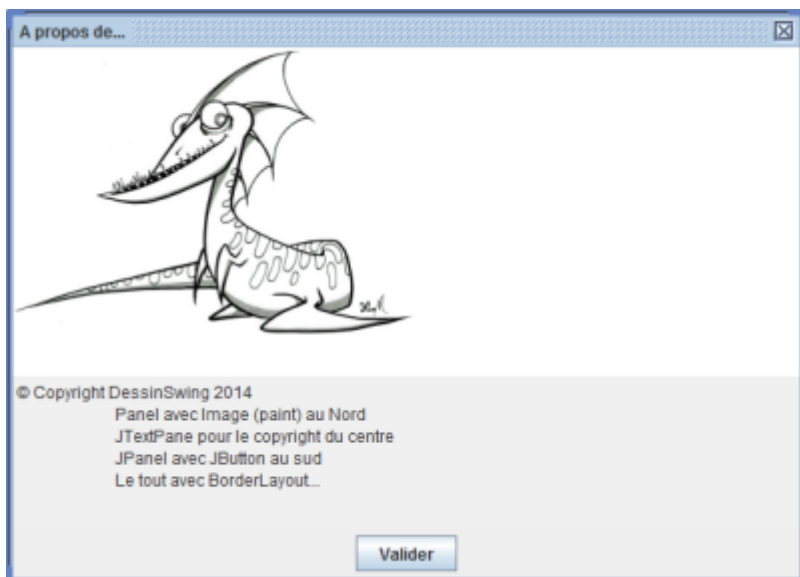 A propos de...
© Copyright DessinSwing 2014
Panel avec Image (paint) au Nord
JTextPane pour le copyright du centre
JPanel avec JButton au sud
Le tout avec BorderLayout...
Valider